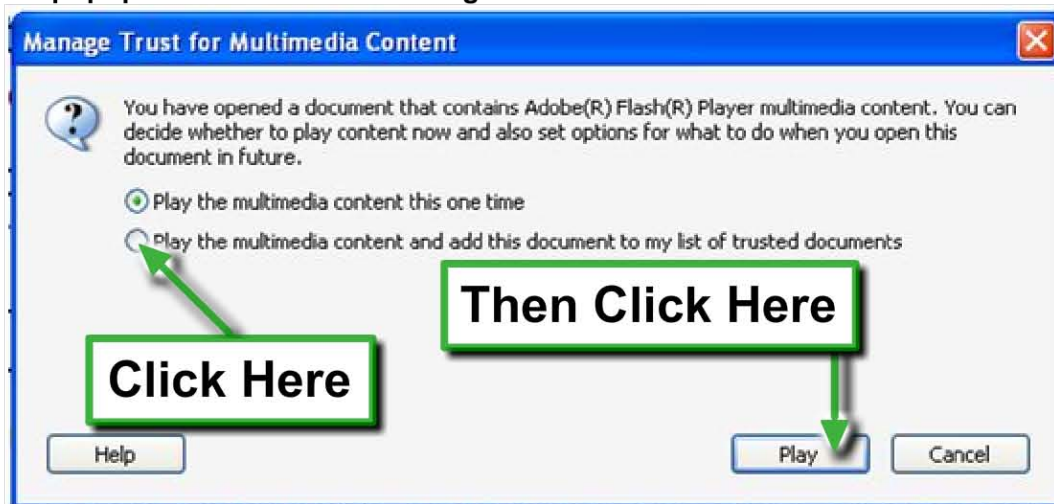 Manage Trust for Multimedia Content
You have opened a document that contains Adobe(R) Flash(R) Player multimedia content. You can
decide whether to play content now and also set options for what to do when you open this
document in future.
Play the multimedia content this one time
Play the multimedia content and add this document to my list of trusted documents
Then Click Here
Click Here
Help
Play
Cancel